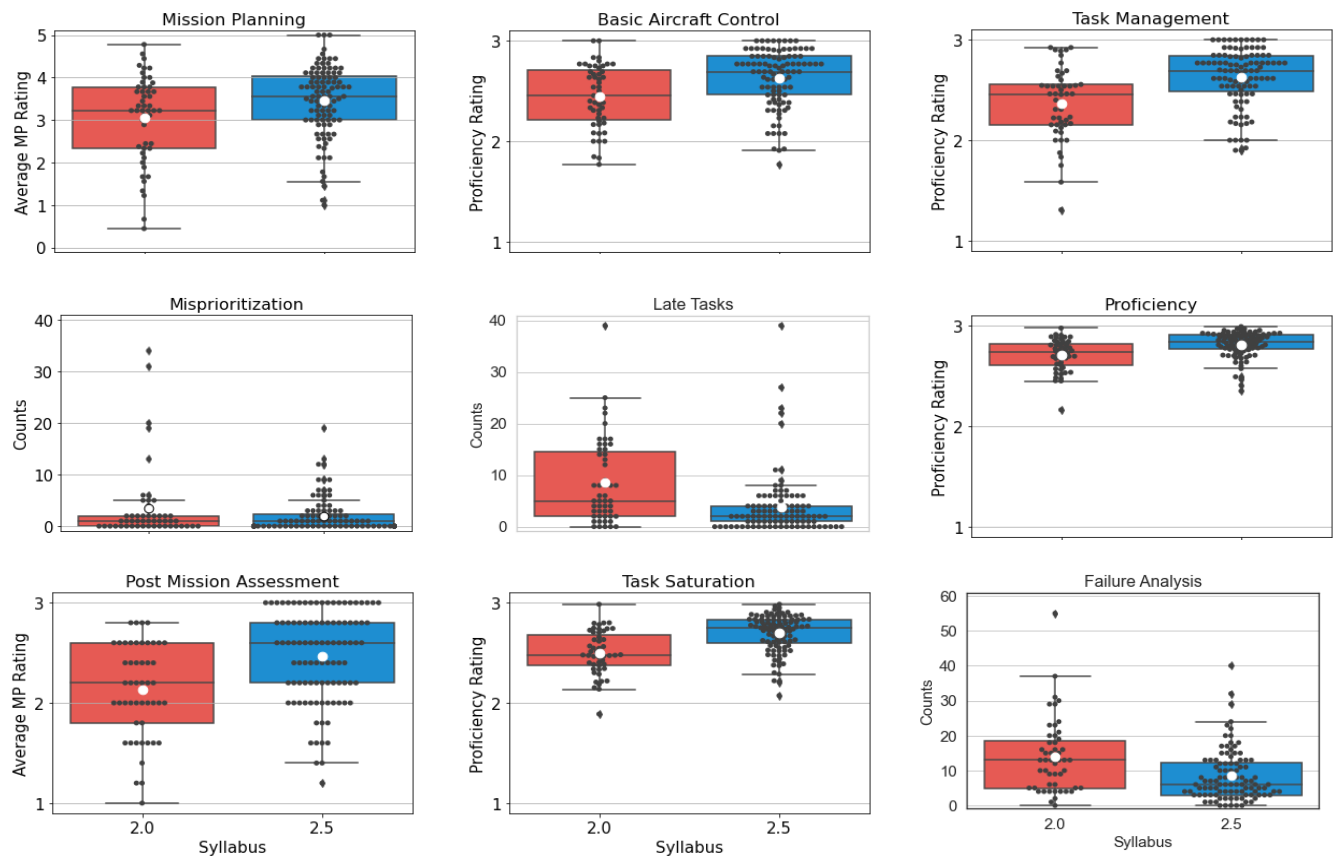 Mission Planning
Basic Aircraft Control
Task Management
Average MP Rating
5
4
3
2
1
0
Proficiency Rating
3
2
1
Proficiency Rating
3
2
1
Misprioritization
Late Tasks
Proficiency
Counts
40
30
20
10
0
Counts
40
30
20
10
0
Proficiency Rating
3
2
1
Post Mission Assessment
Task Saturation
Failure Analysis
Average MP Rating
3
2
1
2.0
2.5
Syllabus
Proficiency Rating
3
2
1
2.0
2.5
Syllabus
Counts
60
50
40
30
20
10
0
2.0
2.5
Syllabus